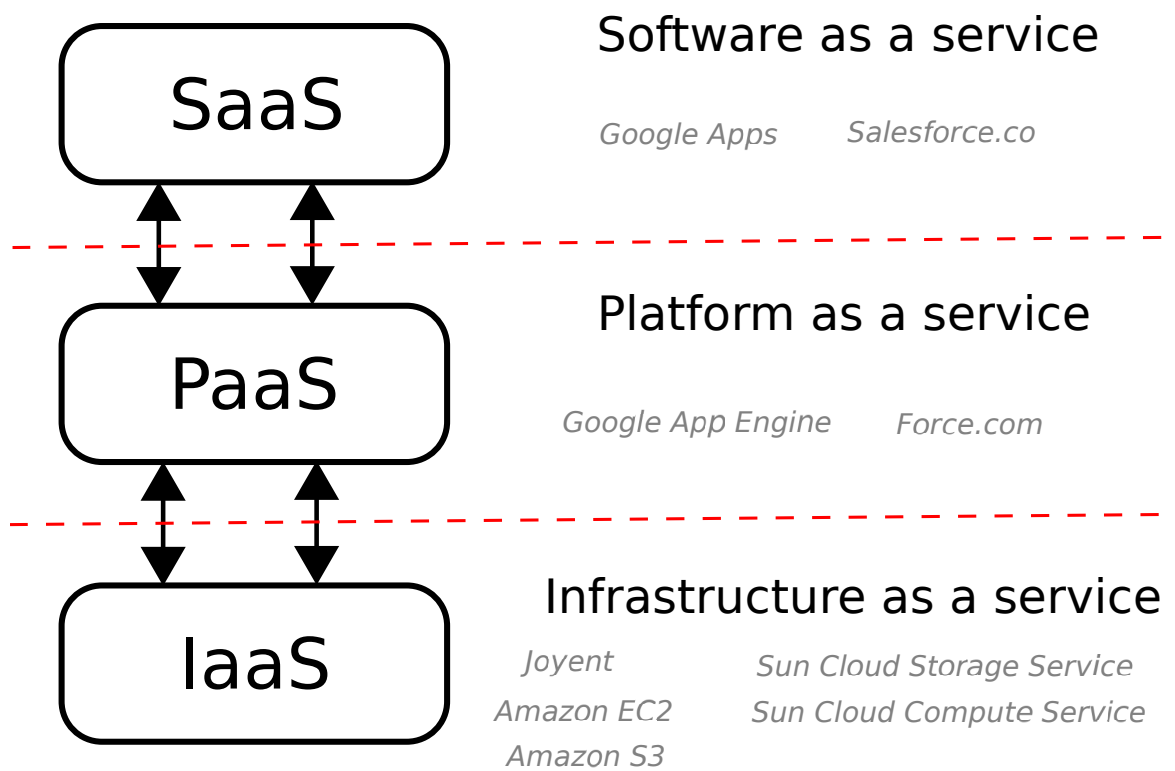 SaaS
Software as a service
Google Apps
Salesforce.co
PaaS
Platform as a service
Google App Engine
Force.com
IaaS
Infrastructure as a service
Joyent
Sun Cloud Storage Service
Amazon EC2
Sun Cloud Compute Service
Amazon S3